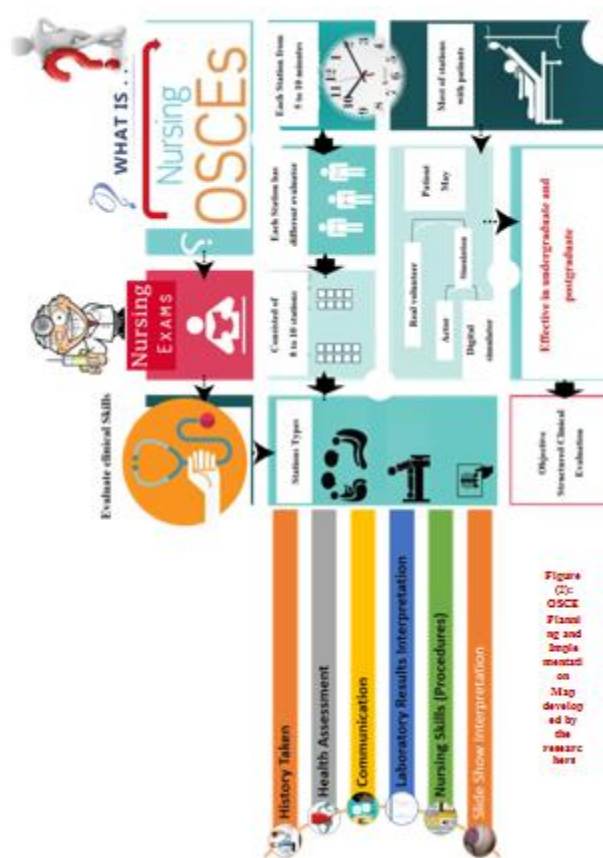 WHAT IS . . .
Nursing
OSCEs
is
Nursing
EXAMS
Evaluate clinical Skills
Each Station from
5 to 10 minutes
Each Station has
different evaluator
Consisted of
8 to 10 stations
Stations Types
Most of stations
with patients
Patient
May
Real volunteer
Simulation
Actor
Digital
simulator
Effective in undergraduate and
postgraduate
Objective
Structured Clinical
Evaluation
History Taken
Health Assessment
Communication
Laboratory Results Interpretation
Nursing Skills (Procedures)
Slide Show Interpretation
Figure
(2):
OSCE
Planni
ng and
Imple
mentati
on
Map
develop
ed by
the
researc
hers